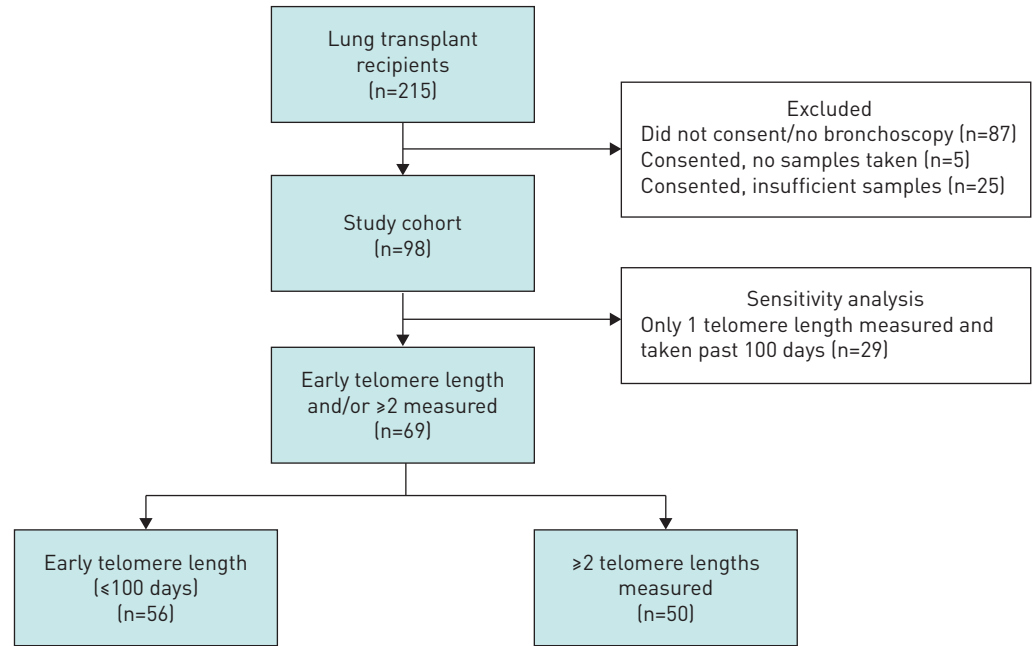 Lung transplant
recipients
(n=215)
Excluded
Did not consent/no bronchoscopy (n=87)
Consented, no samples taken (n=5)
Consented, insufficient samples (n=25)
Study cohort
(n=98)
Sensitivity analysis
Only 1 telomere length measured and
taken past 100 days (n=29)
Early telomere length
and/or ⩾2 measured
(n=69)
Early telomere length
(⩽100 days)
(n=56)
⩾2 telomere lengths
measured
(n=50)